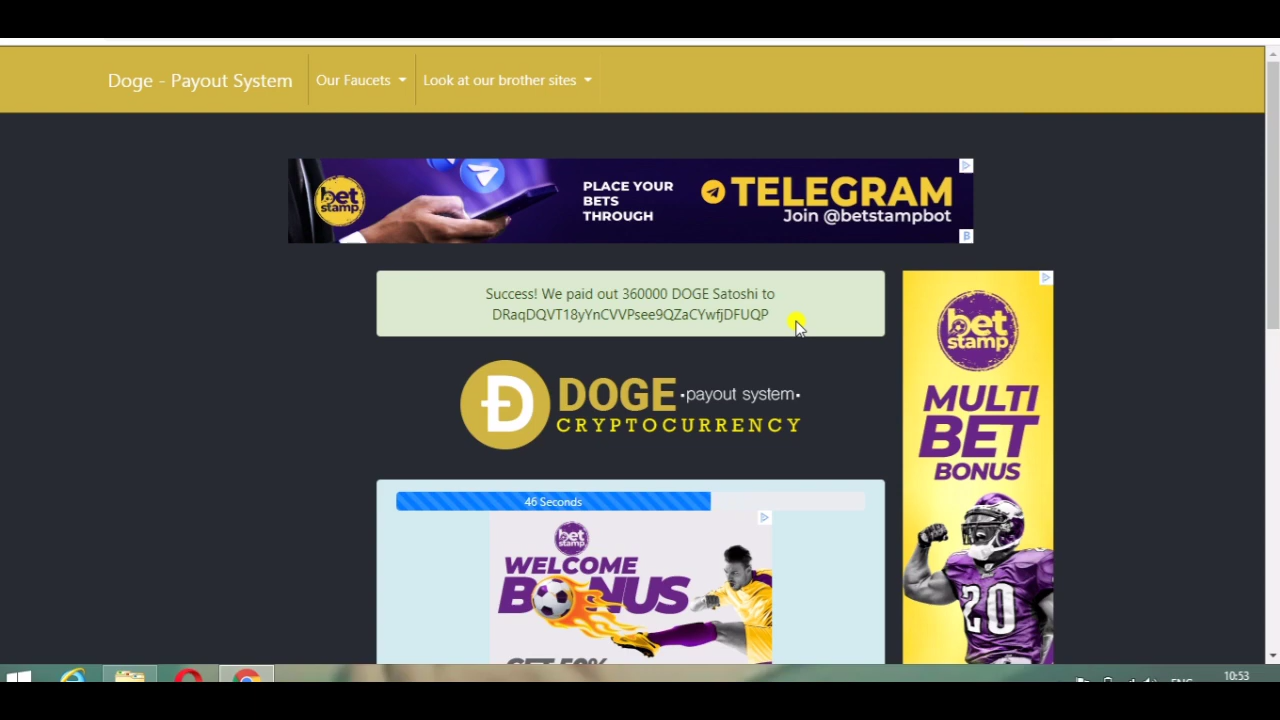 Doge - Payout System
Our Faucets
Look at our brother sites
bet
stamp
PLACE YOUR
BETS
THROUGH
TELEGRAM
Join @betstampbot
B
Success! We paid out 360000 DOGE Satoshi to
DRaqDQVT18yYnCVVPsee9QZaCYwfjDFUQP
Ð DOGE •payout system•
CRYPTOCURRENCY
bet
stamp
MULTI
BET
BONUS
20
46 Seconds
bet
stamp
WELCOME
BONUS
GET 50%
10:53